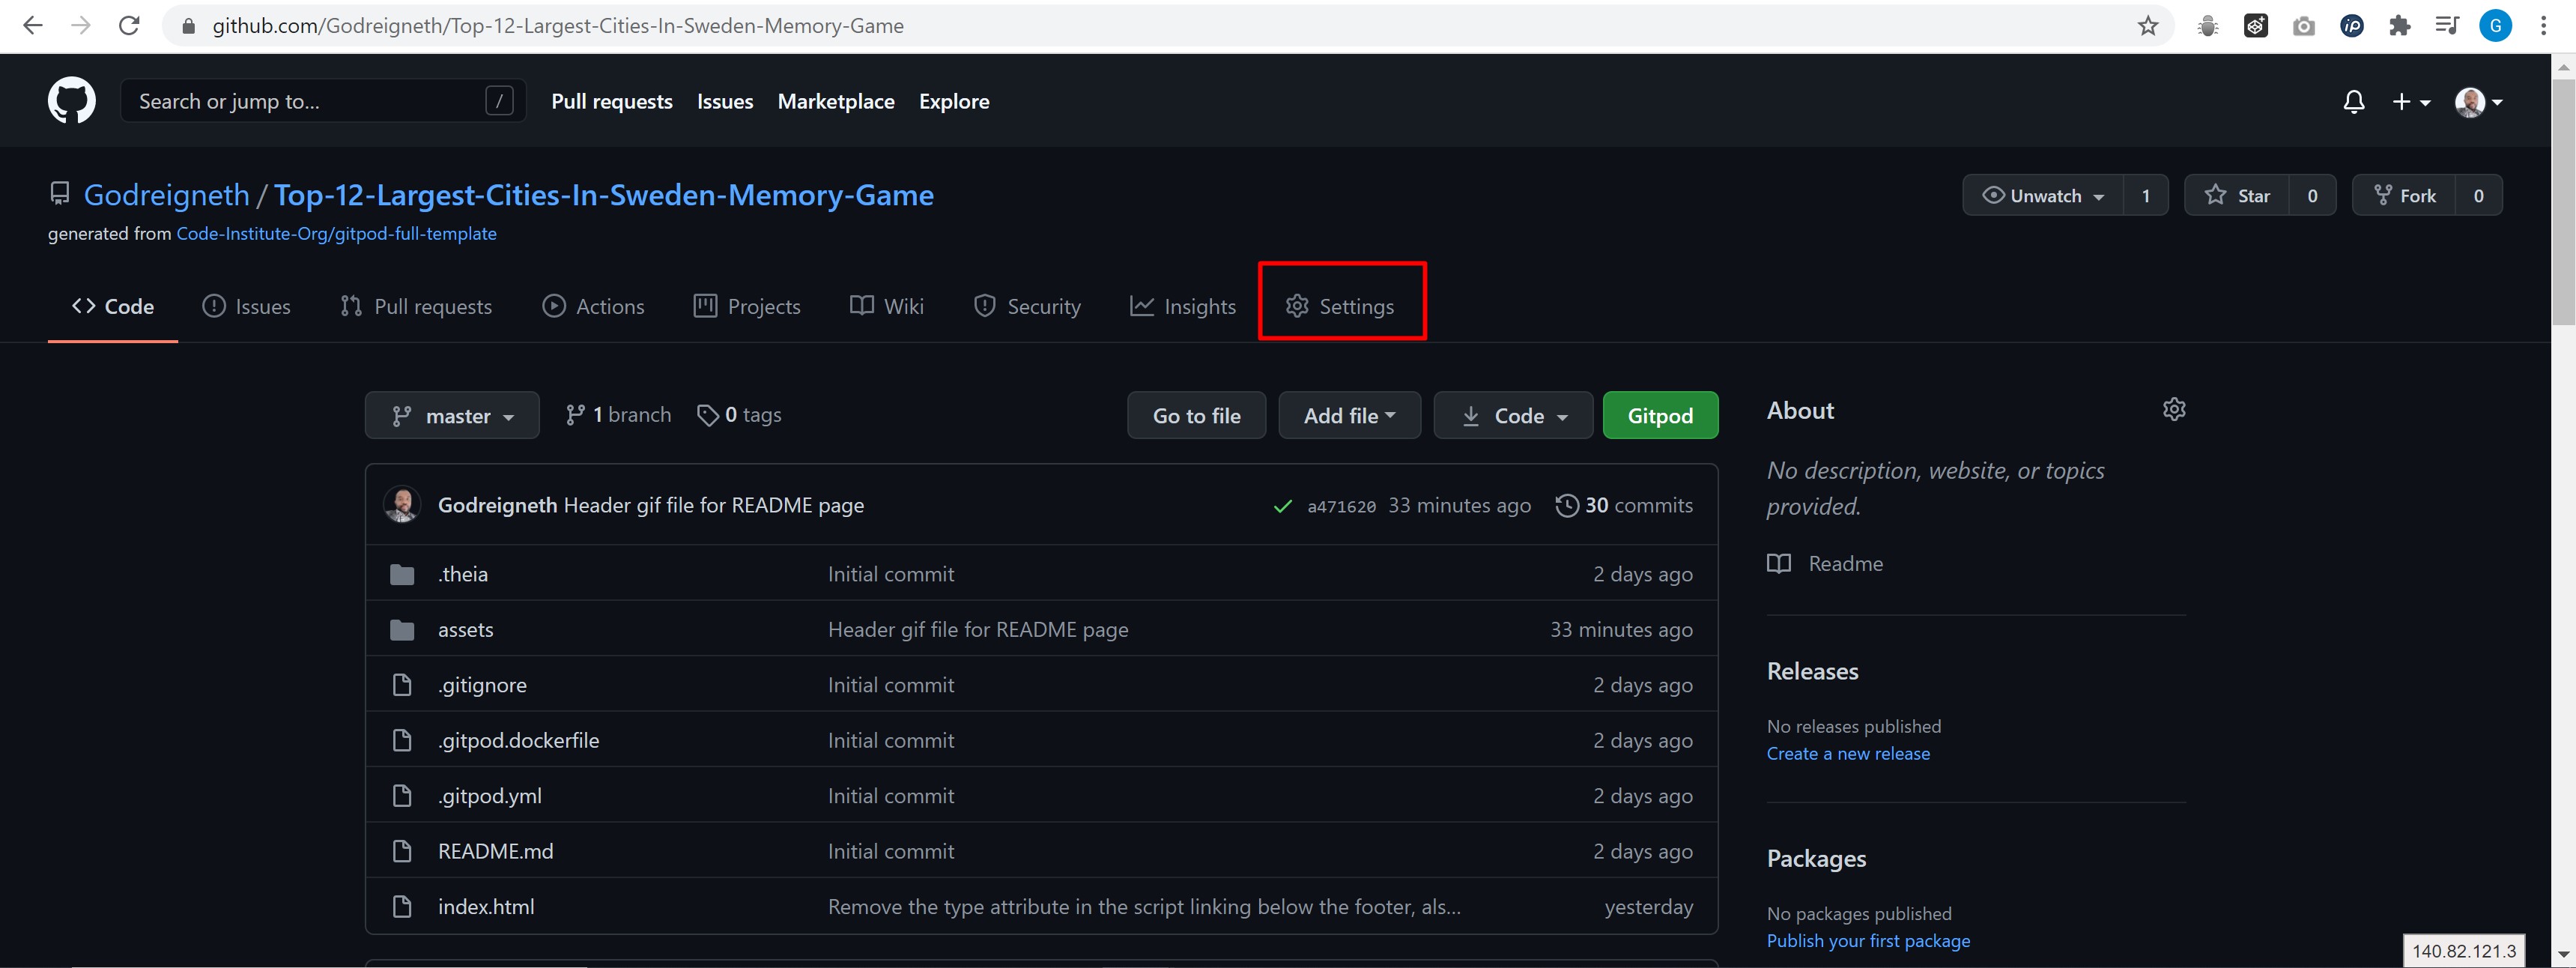 github.com/Godreigneth/Top-12-Largest-Cities-In-Sweden-Memory-Game
iP
G
Search or jump to...
/
Pull requests
Issues
Marketplace
Explore
Godreigneth / Top-12-Largest-Cities-In-Sweden-Memory-Game
Unwatch 1
Star 0
Fork 0
generated from Code-Institute-Org/gitpod-full-template
Code
Issues
Pull requests
Actions
Projects
Wiki
Security
Insights
Settings
master
1 branch
0 tags
Go to file
Add file
Code
Gitpod
Godreigneth Header gif file for README page a471620 33 minutes ago 30 commits
.theia Initial commit 2 days ago
assets Header gif file for README page 33 minutes ago
.gitignore Initial commit 2 days ago
.gitpod.dockerfile Initial commit 2 days ago
.gitpod.yml Initial commit 2 days ago
README.md Initial commit 2 days ago
index.html Remove the type attribute in the script linking below the footer, als... yesterday
About
No description, website, or topics
provided.
Readme
Releases
No releases published
Create a new release
Packages
No packages published
Publish your first package
140.82.121.3